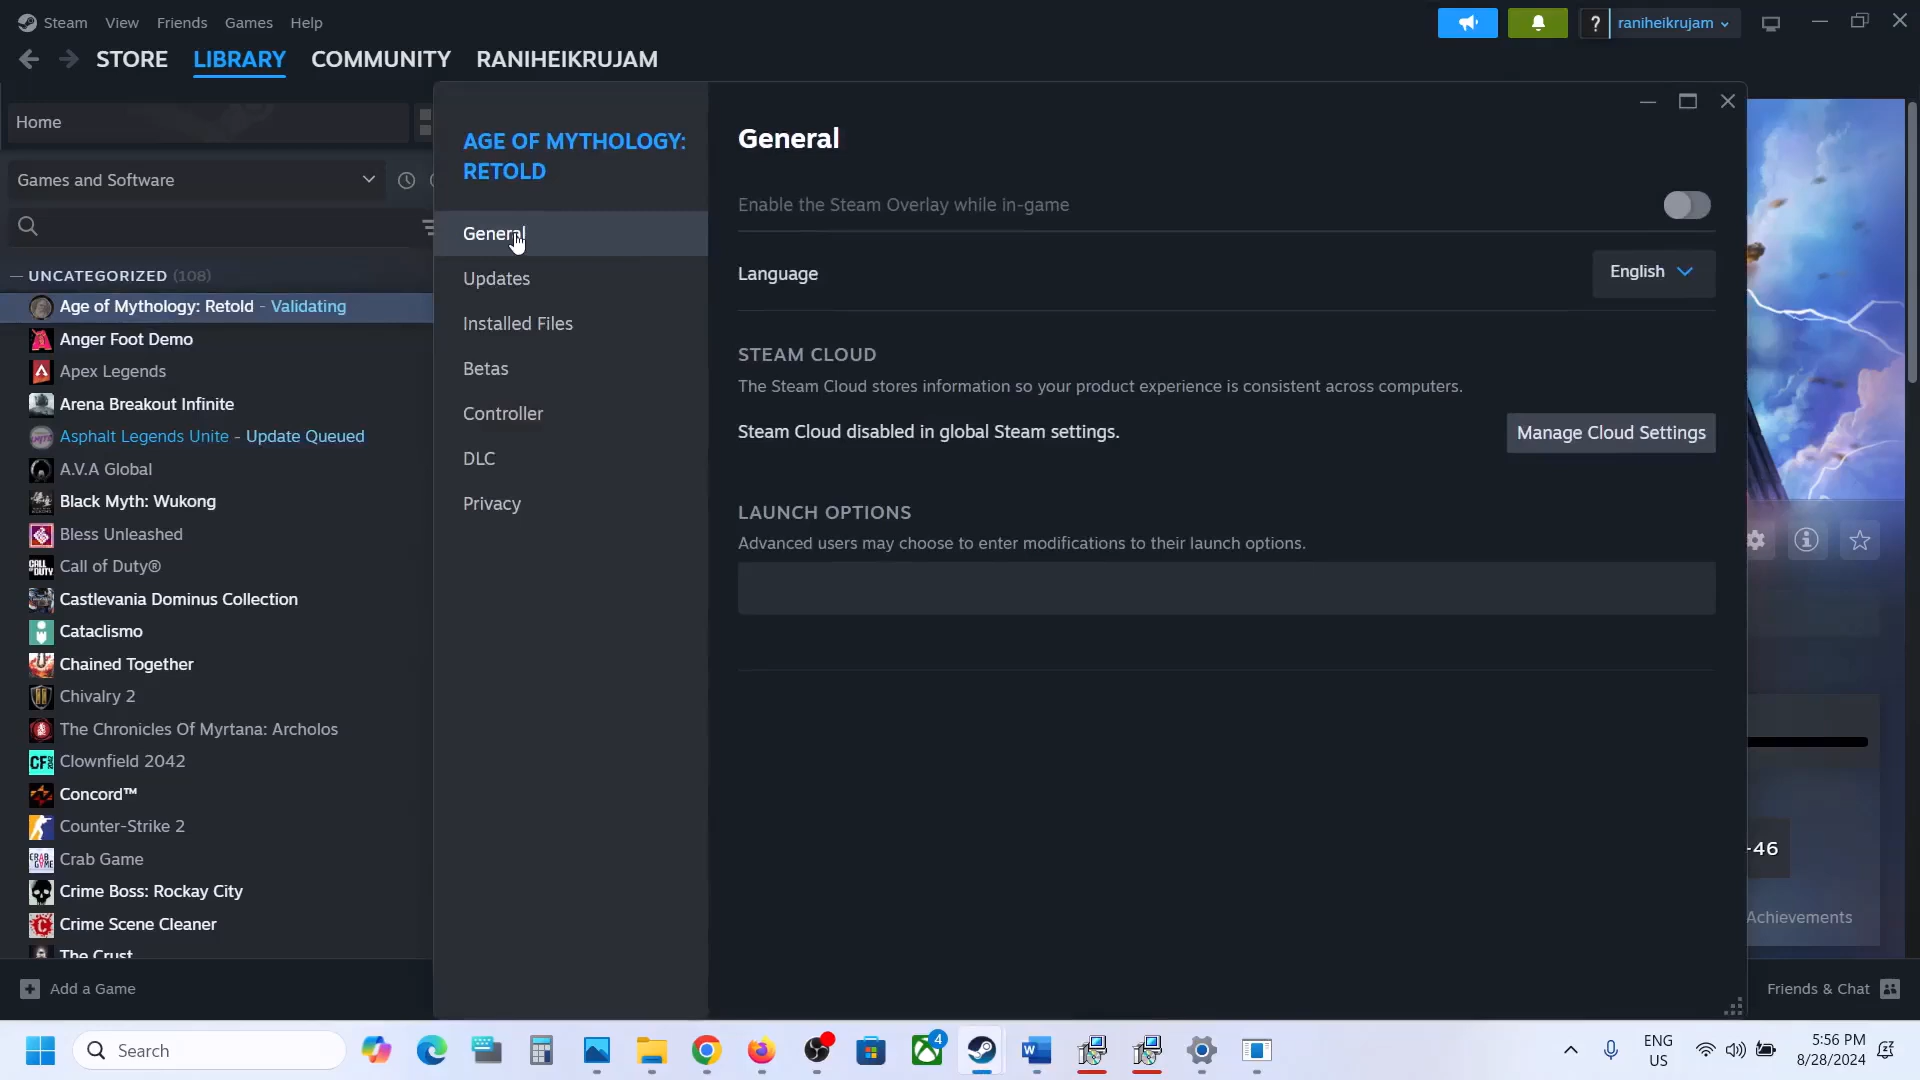 Steam View Friends Games Help
? raniheikrujam
STORE LIBRARY COMMUNITY RANIHEIKRUJAM
Home
Games and Software
UNCATEGORIZED (108)
Age of Mythology: Retold - Validating
Anger Foot Demo
Apex Legends
Arena Breakout Infinite
Asphalt Legends Unite - Update Queued
A.V.A Global
Black Myth: Wukong
Bless Unleashed
Call of Duty®
Castlevania Dominus Collection
Cataclismo
Chained Together
Chivalry 2
The Chronicles Of Myrtana: Archolos
Clownfield 2042
Concord™
Counter-Strike 2
Crab Game
Crime Boss: Rockay City
Crime Scene Cleaner
The Crust
Add a Game
AGE OF MYTHOLOGY:
RETOLD
General
Updates
Installed Files
Betas
Controller
DLC
Privacy
General
Enable the Steam Overlay while in-game
Language English
STEAM CLOUD
The Steam Cloud stores information so your product experience is consistent across computers.
Steam Cloud disabled in global Steam settings. Manage Cloud Settings
LAUNCH OPTIONS
Advanced users may choose to enter modifications to their launch options.
-46
Achievements
Friends & Chat
Search
4
ENG
US
5:56 PM
8/28/2024